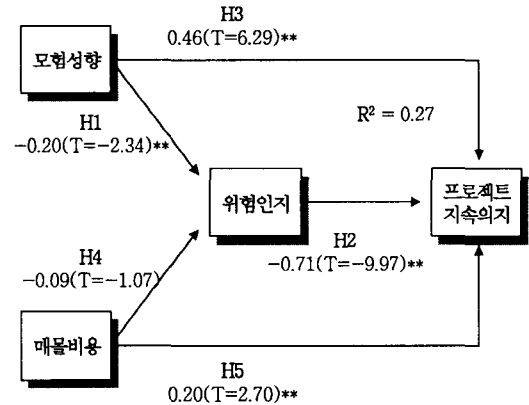 H3
0.46(T=6.29)**
모험성향
R² = 0.27
H1
-0.20(T=-2.34)**
위험인지
프로젝트
지속의지
H2
-0.71(T=-9.97)**
H4
-0.09(T=-1.07)
매몰비용
H5
0.20(T=2.70)**